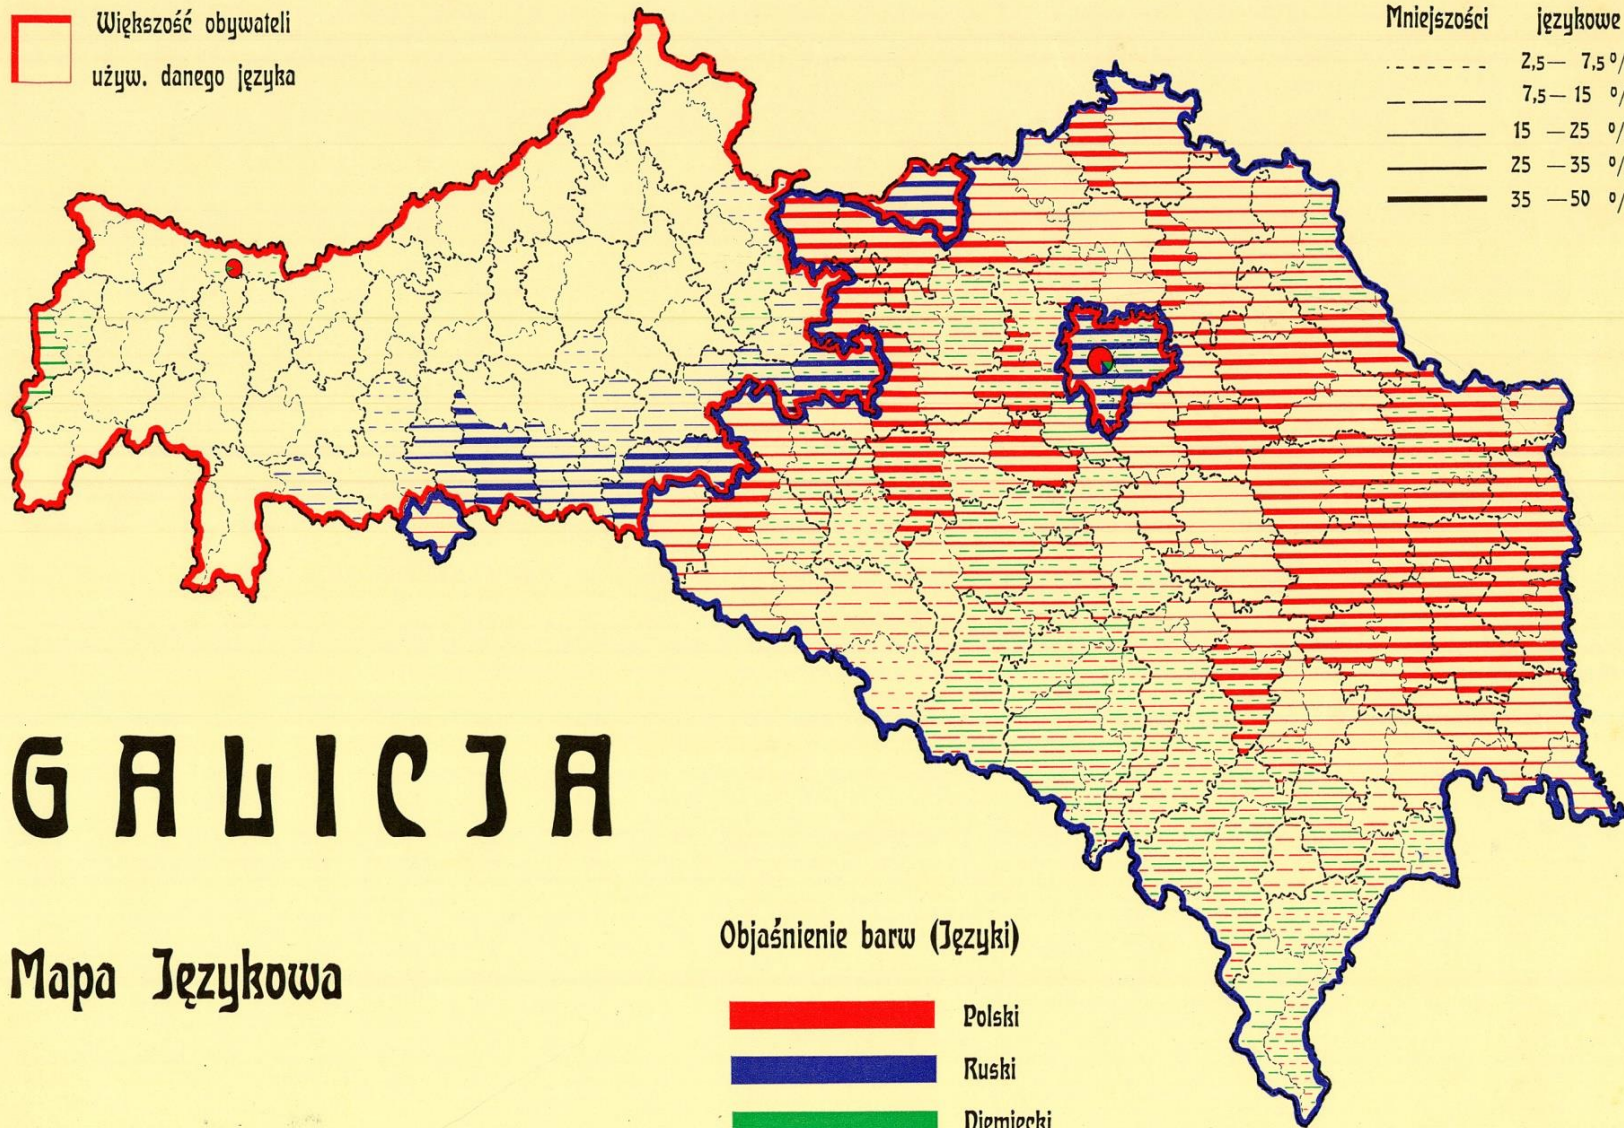 Większość obywateli
używ. danego języka
Mniejszości językowe
2,5— 7,5 %
7,5— 15 %
15 — 25 %
25 — 35 %
35 — 50 %
GALICJA
Mapa Językowa
Objaśnienie barw (Języki)
Polski
Ruski
Niemiecki